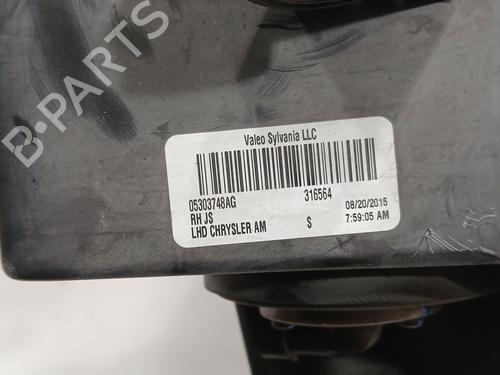 B-PARTS
Valeo Sylvania LLC
05303748AG 316564 08/20/2015
RH JS S 7:59:05 AM
LHD CHRYSLER AM